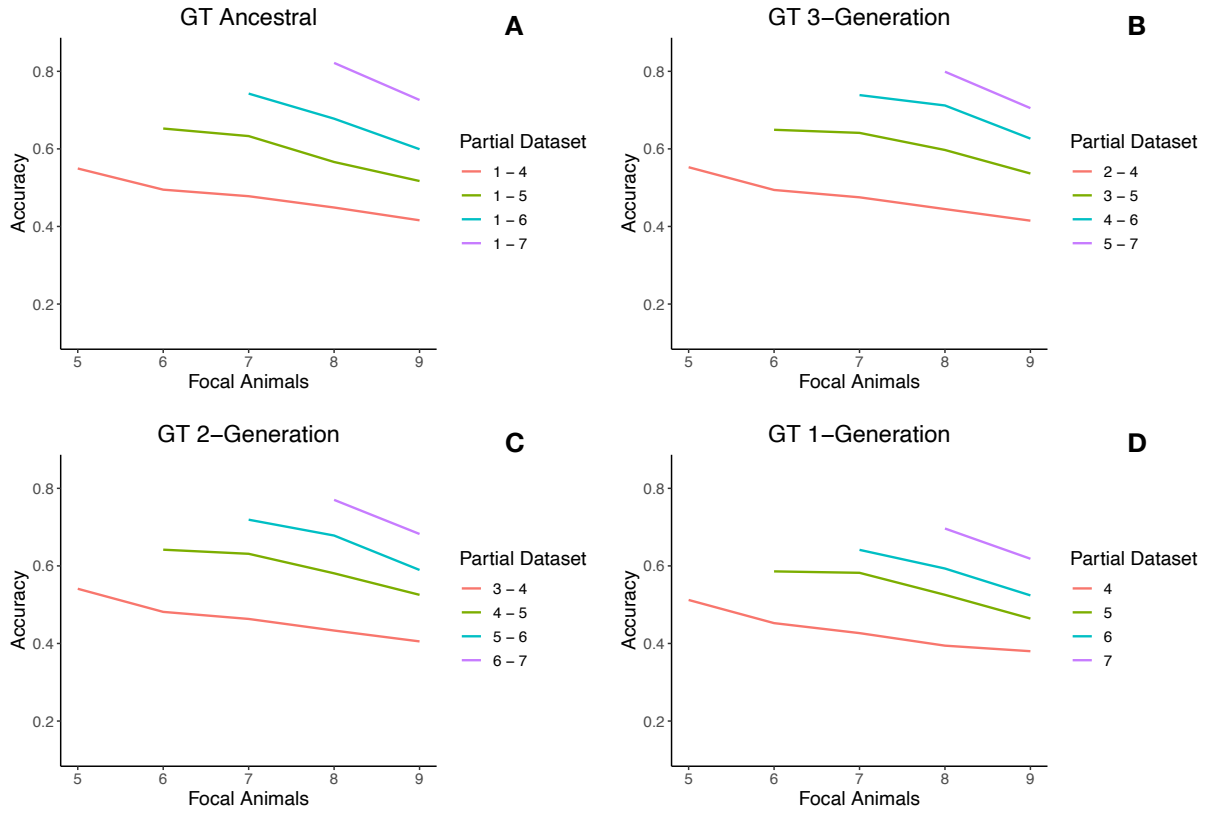 GT Ancestral
A
Accuracy
0.8
0.6
0.4
0.2
5 6 7 8 9
Focal Animals
Partial Dataset
1 − 4
1 − 5
1 − 6
1 − 7
GT 3−Generation
B
Accuracy
0.8
0.6
0.4
0.2
5 6 7 8 9
Focal Animals
Partial Dataset
2 − 4
3 − 5
4 − 6
5 − 7
GT 2−Generation
C
Accuracy
0.8
0.6
0.4
0.2
5 6 7 8 9
Focal Animals
Partial Dataset
3 − 4
4 − 5
5 − 6
6 − 7
GT 1−Generation
D
Accuracy
0.8
0.6
0.4
0.2
5 6 7 8 9
Focal Animals
Partial Dataset
4
5
6
7